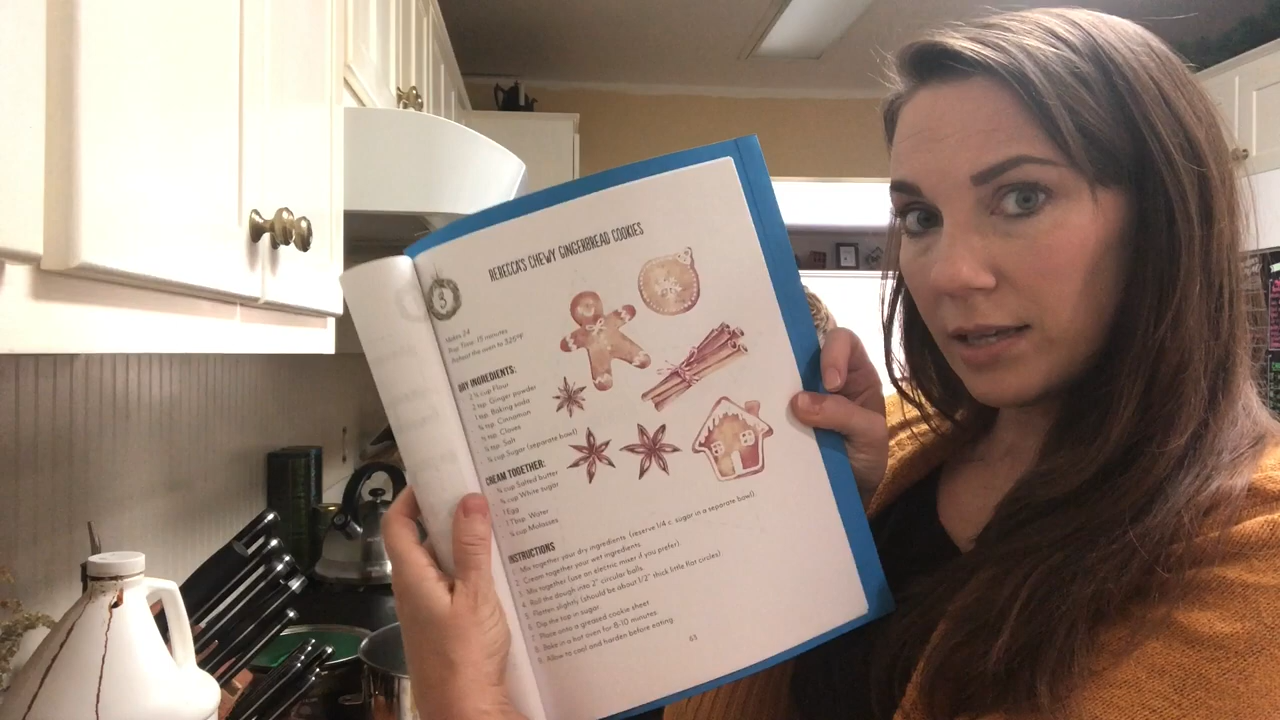 REBECCA'S CHEWY GINGERBREAD COOKIES
3
Makes 24
Prep Time: 15 minutes
Preheat the oven to 325°F
DRY INGREDIENTS:
2 ¼ cup Flour
2 tsp. Ginger powder
1 tsp. Baking soda
¾ tsp. Cinnamon
½ tsp. Cloves
tsp. Salt
cup Sugar (separate bowl)
CREAM TOGETHER:
¾ cup Salted butter
cup White sugar
1 Egg
1 Tbsp. Water
¼ cup Molasses
INSTRUCTIONS
1. Mix together your dry ingredients. (reserve 1/4 c. sugar in a separate bowl).
2. Cream together your wet ingredients.
3. Mix together (use an electric mixer if you prefer).
4. Roll the dough into 2" circular balls.
5. Flatten slightly (should be about 1/2" thick little flat circles)
6. Dip the top in sugar
7. Place onto a greased cookie sheet
8. Bake in a hot oven for 8-10 minutes.
9. Allow to cool and harden before eating
63